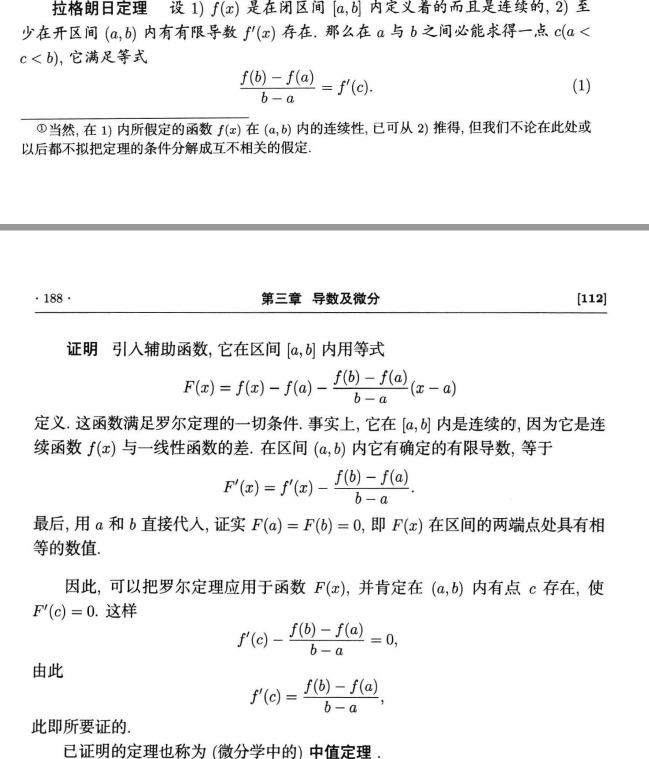 拉格朗日定理 设 1) f(x) 是在闭区间 [a, b] 内定义着的而且是连续的, 2) 至
少在开区间 (a, b) 内有有限导数 f′(x) 存在. 那么在 a 与 b 之间必能求得一点 c(a <
c < b), 它满足等式
\frac{f(b) − f(a)}{b − a} = f′(c). (1)
①当然, 在 1) 内所假定的函数 f(x) 在 (a, b) 内的连续性, 已可从 2) 推得, 但我们不论在此处或
以后都不拟把定理的条件分解成互不相关的假定.
· 188 · 第三章 导数及微分 [112]
证明 引入辅助函数, 它在区间 [a, b] 内用等式
F(x) = f(x) − f(a) − \frac{f(b) − f(a)}{b − a}(x − a)
定义. 这函数满足罗尔定理的一切条件. 事实上, 它在 [a, b] 内是连续的, 因为它是连
续函数 f(x) 与一线性函数的差. 在区间 (a, b) 内它有确定的有限导数, 等于
F′(x) = f′(x) − \frac{f(b) − f(a)}{b − a}.
最后, 用 a 和 b 直接代入, 证实 F(a) = F(b) = 0, 即 F(x) 在区间的两端点处具有相
等的数值.
因此, 可以把罗尔定理应用于函数 F(x), 并肯定在 (a, b) 内有点 c 存在, 使
F′(c) = 0. 这样
f′(c) − \frac{f(b) − f(a)}{b − a} = 0,
由此
f′(c) = \frac{f(b) − f(a)}{b − a},
此即所要证的.
已证明的定理也称为 (微分学中的) 中值定理 .